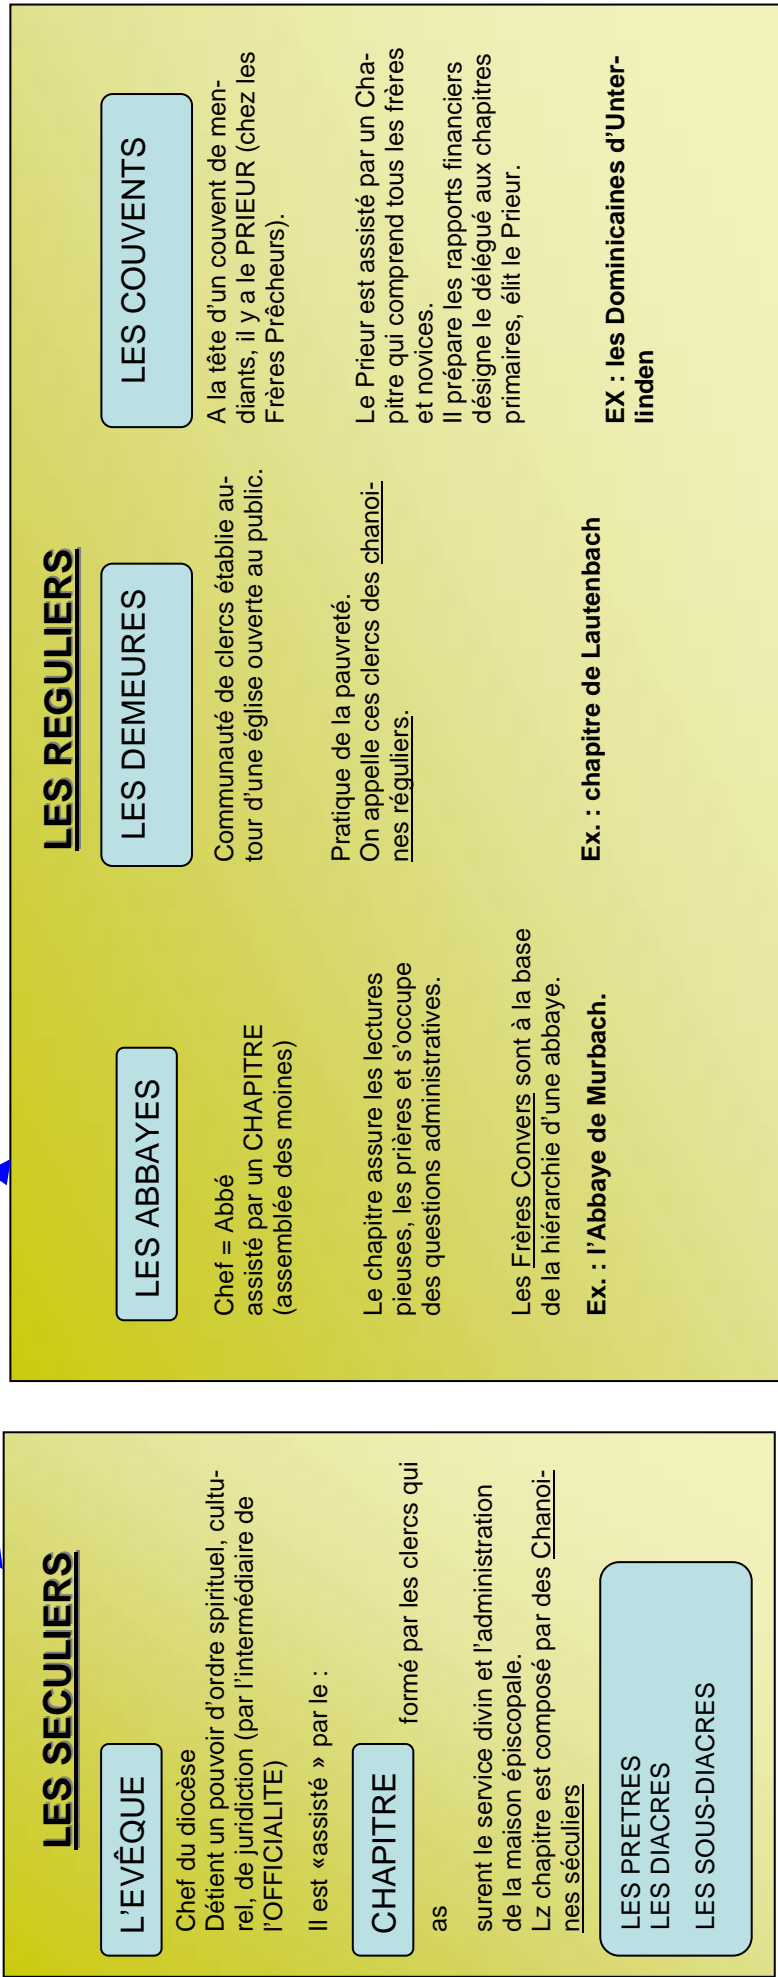 LES SECULIERS
L'EVÊQUE
Chef du diocèse
Détient un pouvoir d'ordre spirituel, cultu-
rel, de juridiction (par l'intermédiaire de
l'OFFICIALITE)
Il est «assisté » par le :
CHAPITRE
formé par les clercs qui
as
surent le service divin et l'administration
de la maison épiscopale.
Lz chapitre est composé par des Chanoi-
nes séculiers
LES PRETRES
LES DIACRES
LES SOUS-DIACRES
LES REGULIERS
LES ABBAYES
Chef = Abbé
assisté par un CHAPITRE
(assemblée des moines)
Le chapitre assure les lectures
pieuses, les prières et s'occupe
des questions administratives.
Les Frères Convers sont à la base
de la hiérarchie d'une abbaye.
Ex. : l'Abbaye de Murbach.
LES DEMEURES
Communauté de clercs établie au-
tour d'une église ouverte au public.
Pratique de la pauvreté.
On appelle ces clercs des chanoi-
nes réguliers.
Ex. : chapitre de Lautenbach
LES COUVENTS
A la tête d'un couvent de men-
diants, il y a le PRIEUR (chez les
Frères Prêcheurs).
Le Prieur est assisté par un Cha-
pitre qui comprend tous les frères
et novices.
Il prépare les rapports financiers
désigne le délégué aux chapitres
primaires, élit le Prieur.
EX : les Dominicaines d'Unter-
linden